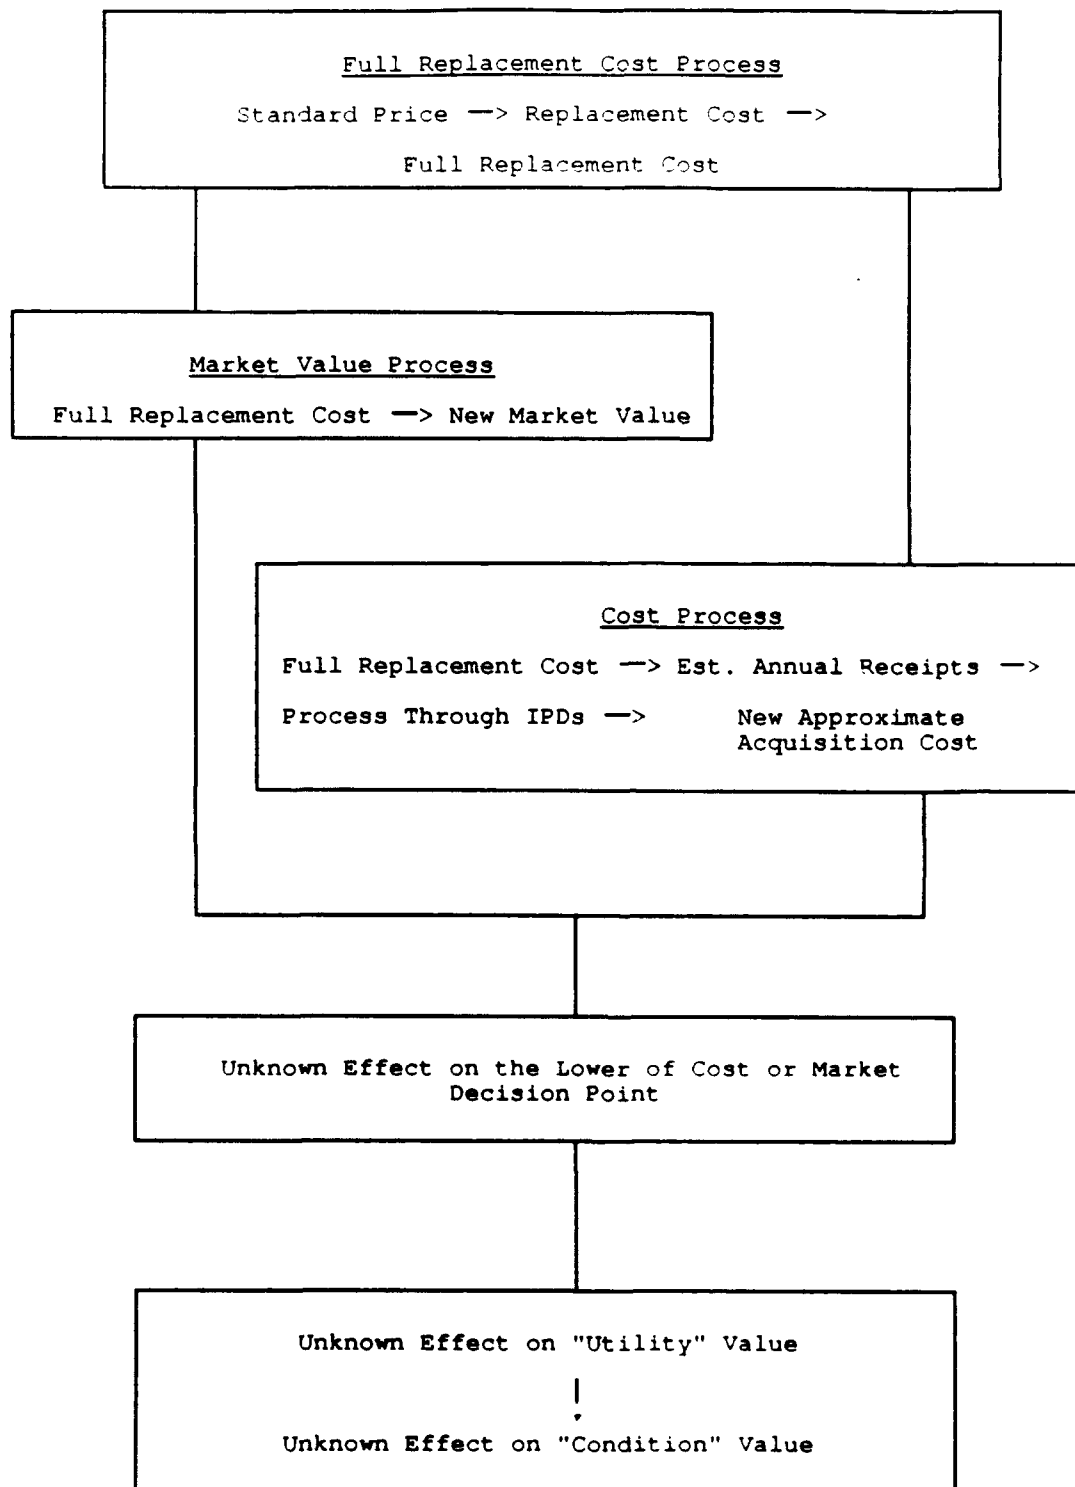 Full Replacement Cost Process
Standard Price —> Replacement Cost —>
Full Replacement Cost
Market Value Process
Full Replacement Cost —> New Market Value
Cost Process
Full Replacement Cost —> Est. Annual Receipts —>
Process Through IPDs —> New Approximate
Acquisition Cost
Unknown Effect on the Lower of Cost or Market
Decision Point
Unknown Effect on "Utility" Value
Unknown Effect on "Condition" Value